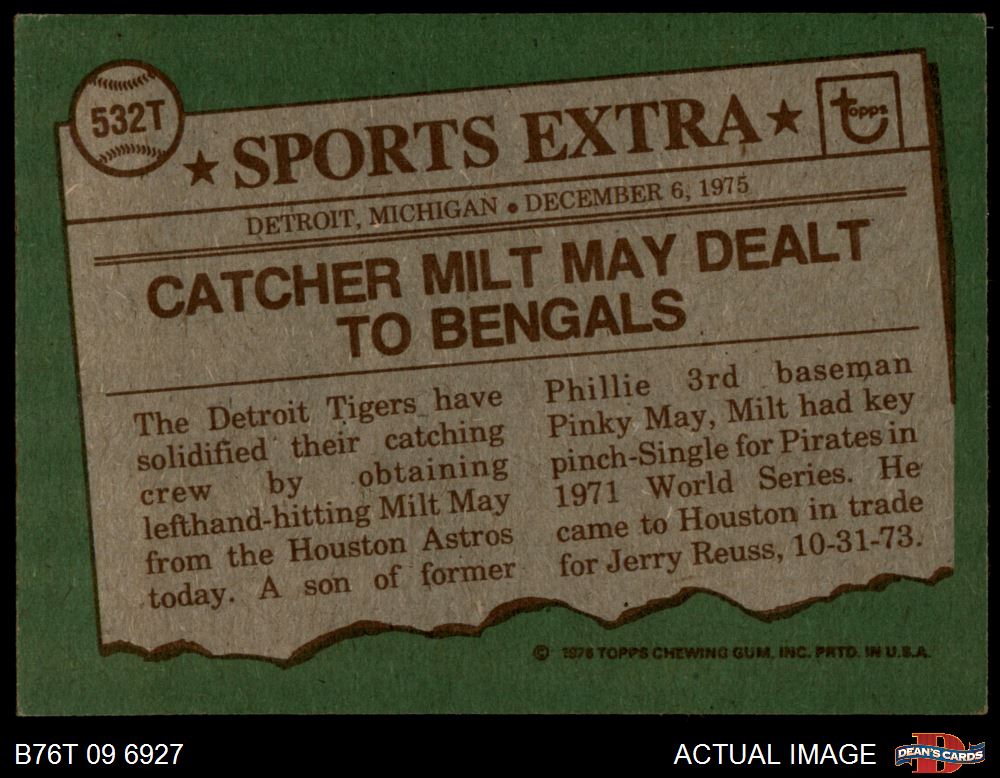 532T
★ SPORTS EXTRA ★
topps
DETROIT, MICHIGAN • DECEMBER 6, 1975
CATCHER MILT MAY DEALT
TO BENGALS
The Detroit Tigers have
solidified their catching
crew by obtaining
lefthand-hitting Milt May
from the Houston Astros
today. A son of former
Phillie 3rd baseman
Pinky May, Milt had key
pinch-Single for Pirates in
1971 World Series. He
came to Houston in trade
for Jerry Reuss, 10-31-73.
© 1976 TOPPS CHEWING GUM, INC. PRTD. IN U.S.A.
B76T 09 6927
ACTUAL IMAGE
DEAN'S CARDS